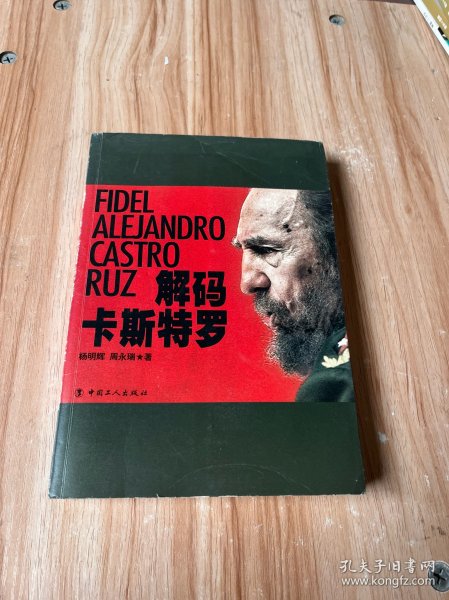 FIDEL
ALEJANDRO
CASTRO
RUZ 解码
卡斯特罗
杨明辉 周永瑞★著
中国工人出版社
孔夫子旧书网
www.kongfz.com